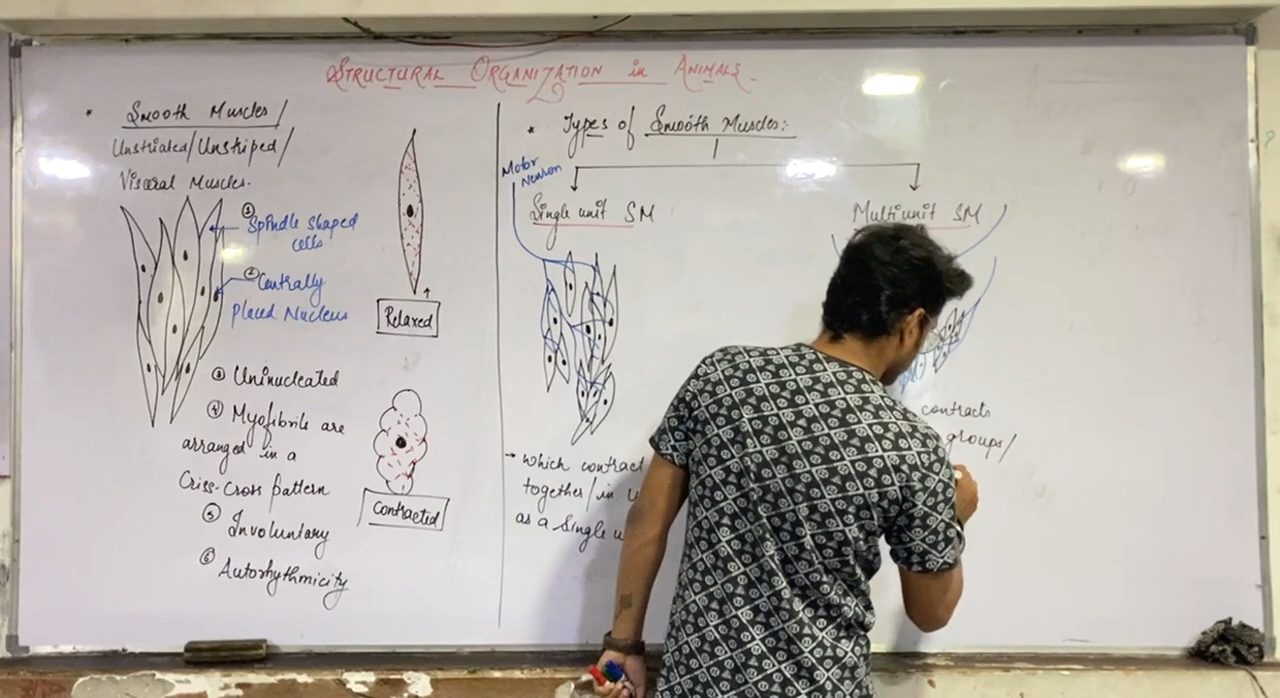 STRUCTURAL ORGANIZATION in ANIMALS
* Smooth Muscles/
Unstriated/Unstriped/
Visceral Muscles.
① Spindle shaped
cells
② Centrally
placed Nucleus
③ Uninucleated
④ Myofibrils are
arranged in a
Criss-Cross pattern
⑤ Involuntary
⑥ Autorhythmicity
Relaxed
Contracted
* Types of Smooth Muscles:
Motor
Neuron
Single unit SM
→ which contract
together/in
as a Single
Multiunit SM
contracts
groups/